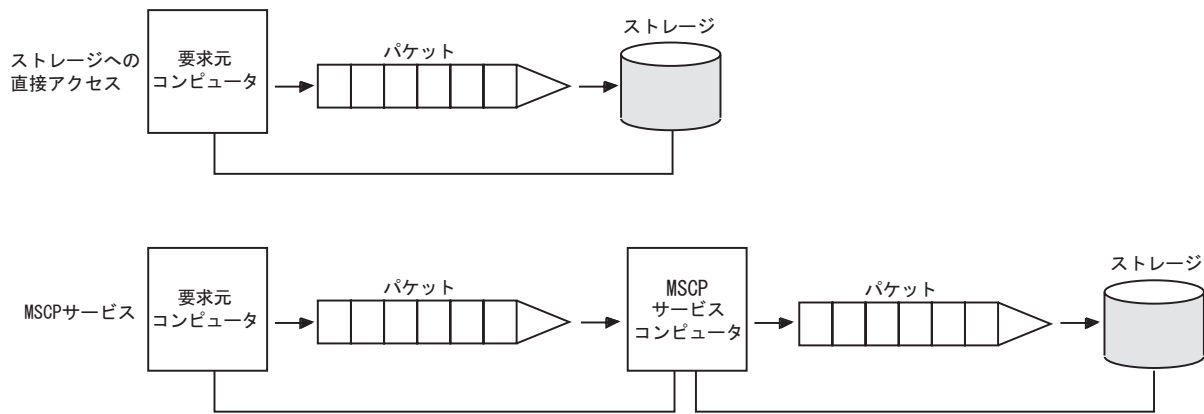 ストレージへの
直接アクセス
要求元
コンピュータ
パケット
ストレージ
MSCPサービス
要求元
コンピュータ
パケット
MSCP
サービス
コンピュータ
パケット
ストレージ